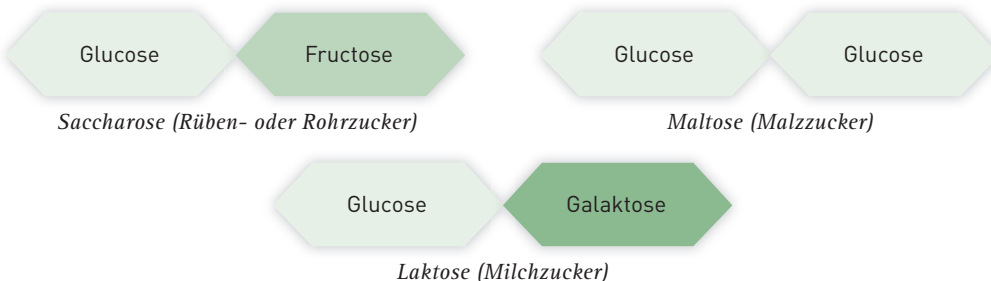 Glucose Fructose Glucose Glucose
Saccharose (Rüben- oder Rohrzucker) Maltose (Malzzucker)
Glucose Galaktose
Laktose (Milchzucker)